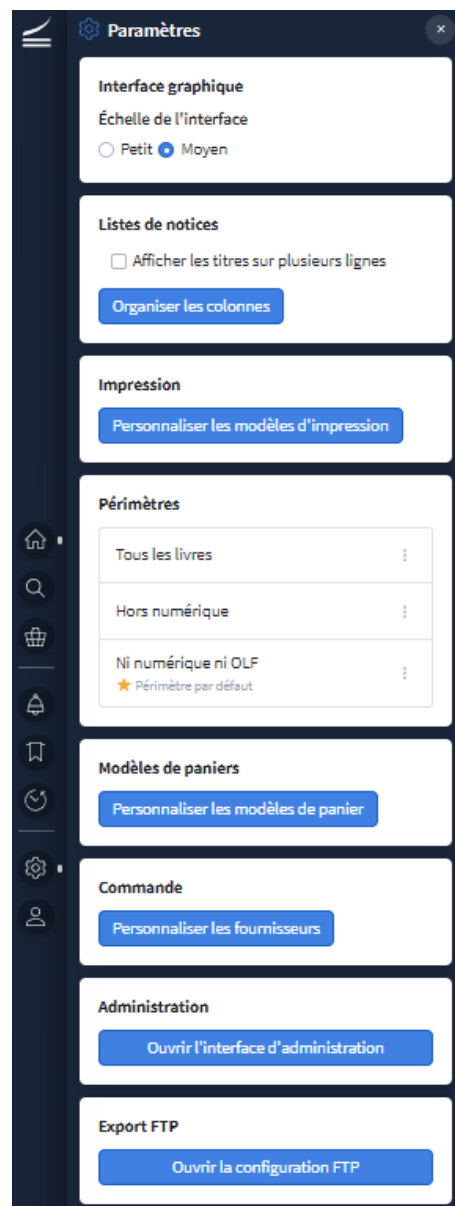 Paramètres
Interface graphique
Échelle de l'interface
Petit Moyen
Listes de notices
Afficher les titres sur plusieurs lignes
Organiser les colonnes
Impression
Personnaliser les modèles d'impression
Périmètres
Tous les livres
Hors numérique
Ni numérique ni OLF
Périmètre par défaut
Modèles de paniers
Personnaliser les modèles de panier
Commande
Personnaliser les fournisseurs
Administration
Ouvrir l'interface d'administration
Export FTP
Ouvrir la configuration FTP